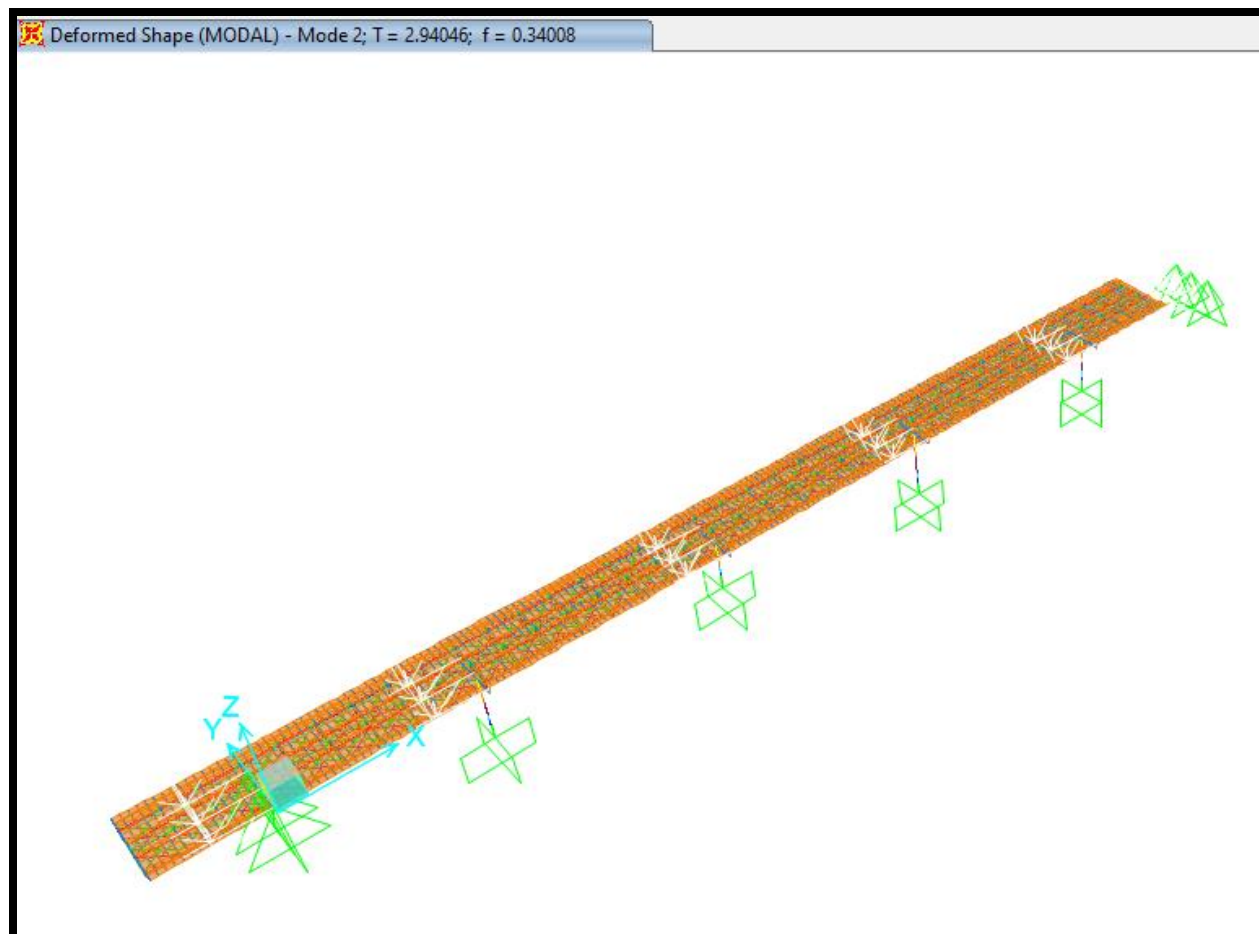 Deformed Shape (MODAL) - Mode 2; T = 2.94046; f = 0.34008
Z
Y
X